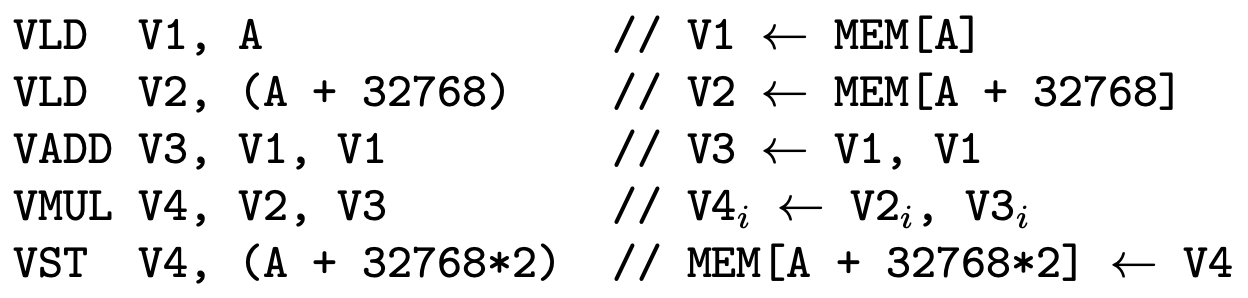 VLD V1, A // V1 ← MEM[A]
VLD V2, (A + 32768) // V2 ← MEM[A + 32768]
VADD V3, V1, V1 // V3 ← V1, V1
VMUL V4, V2, V3 // V4ᵢ ← V2ᵢ, V3ᵢ
VST V4, (A + 32768*2) // MEM[A + 32768*2] ← V4